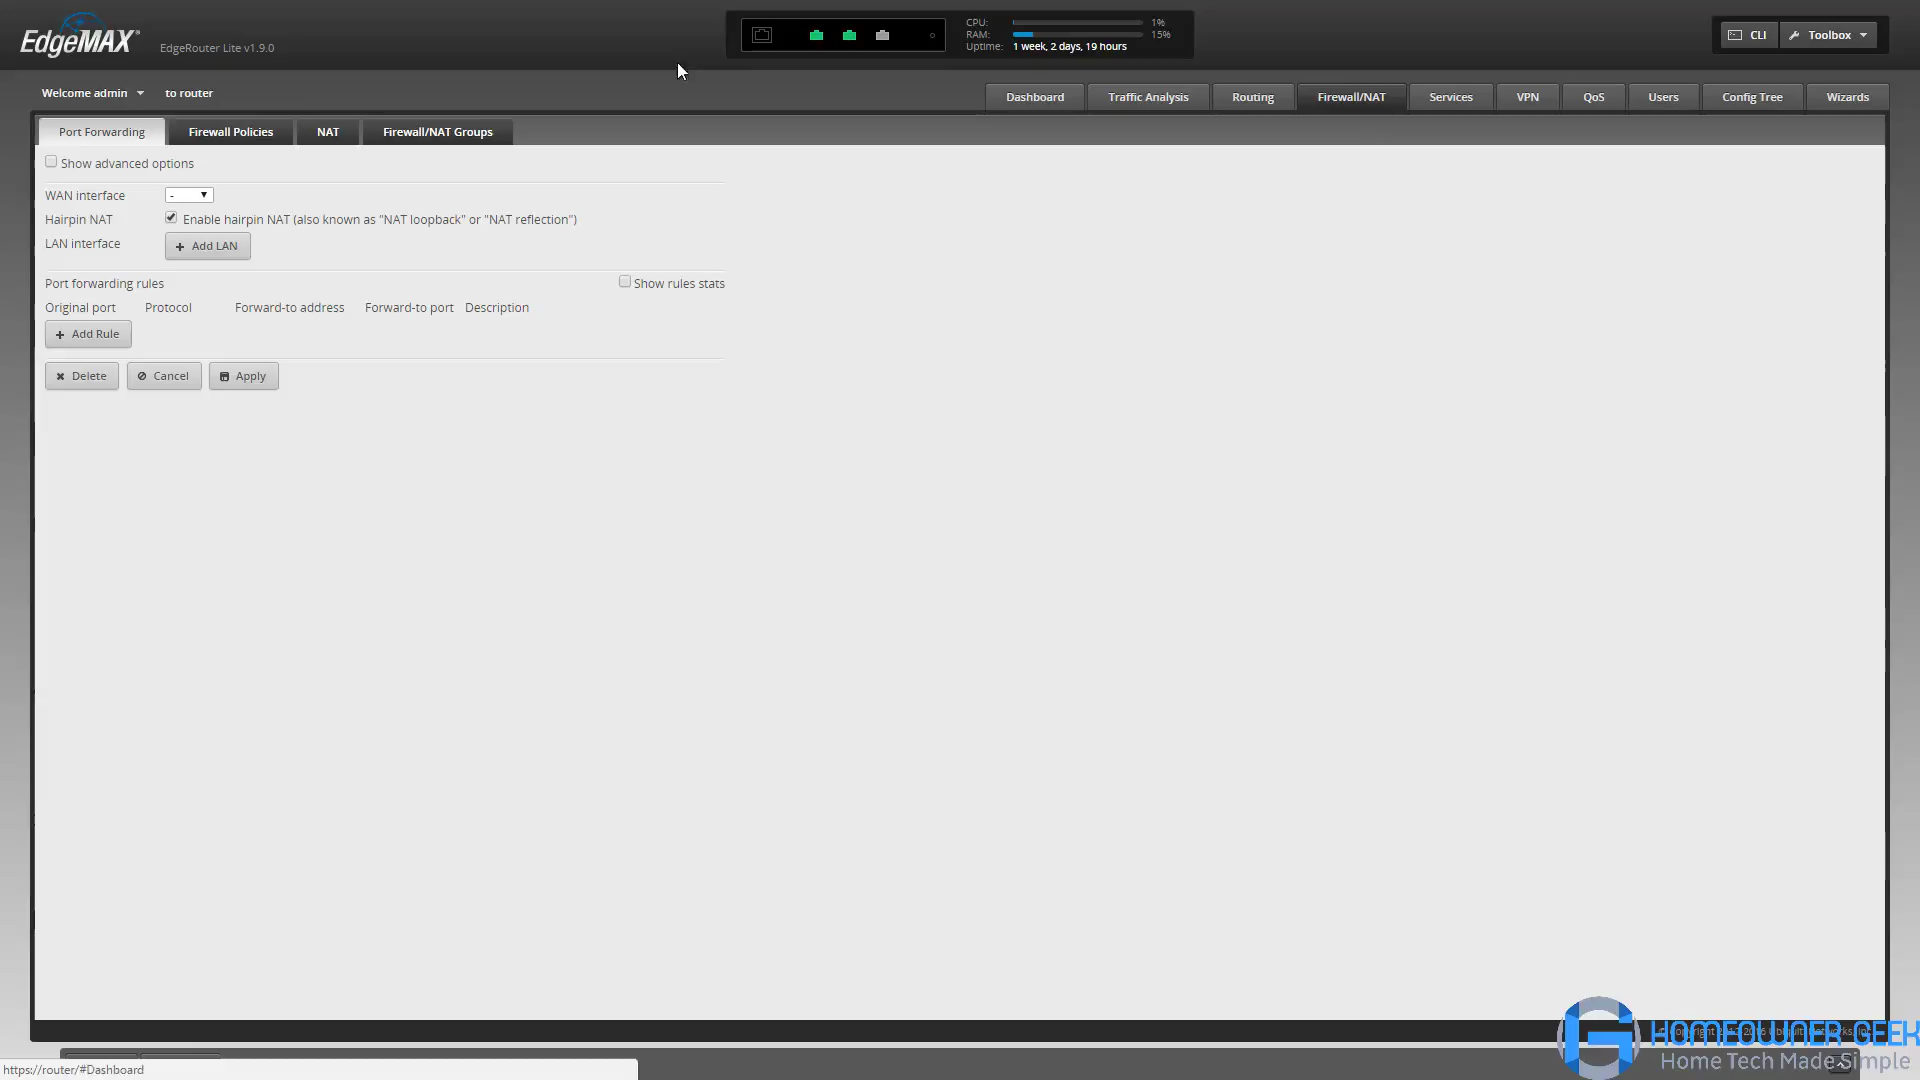 EdgeMAX
EdgeRouter Lite v1.9.0
CPU: 1%
RAM: 15%
Uptime: 1 week, 2 days, 19 hours
CLI
Toolbox
Welcome admin
to router
Dashboard
Traffic Analysis
Routing
Firewall/NAT
Services
VPN
QoS
Users
Config Tree
Wizards
Port Forwarding
Firewall Policies
NAT
Firewall/NAT Groups
Show advanced options
WAN interface
-
Hairpin NAT
Enable hairpin NAT (also known as "NAT loopback" or "NAT reflection")
LAN interface
+ Add LAN
Port forwarding rules
Show rules stats
Original port Protocol Forward-to address Forward-to port Description
+ Add Rule
Delete
Cancel
Apply
HOMEOWNER GEEK
Home Tech Made Simple
https://router/#Dashboard